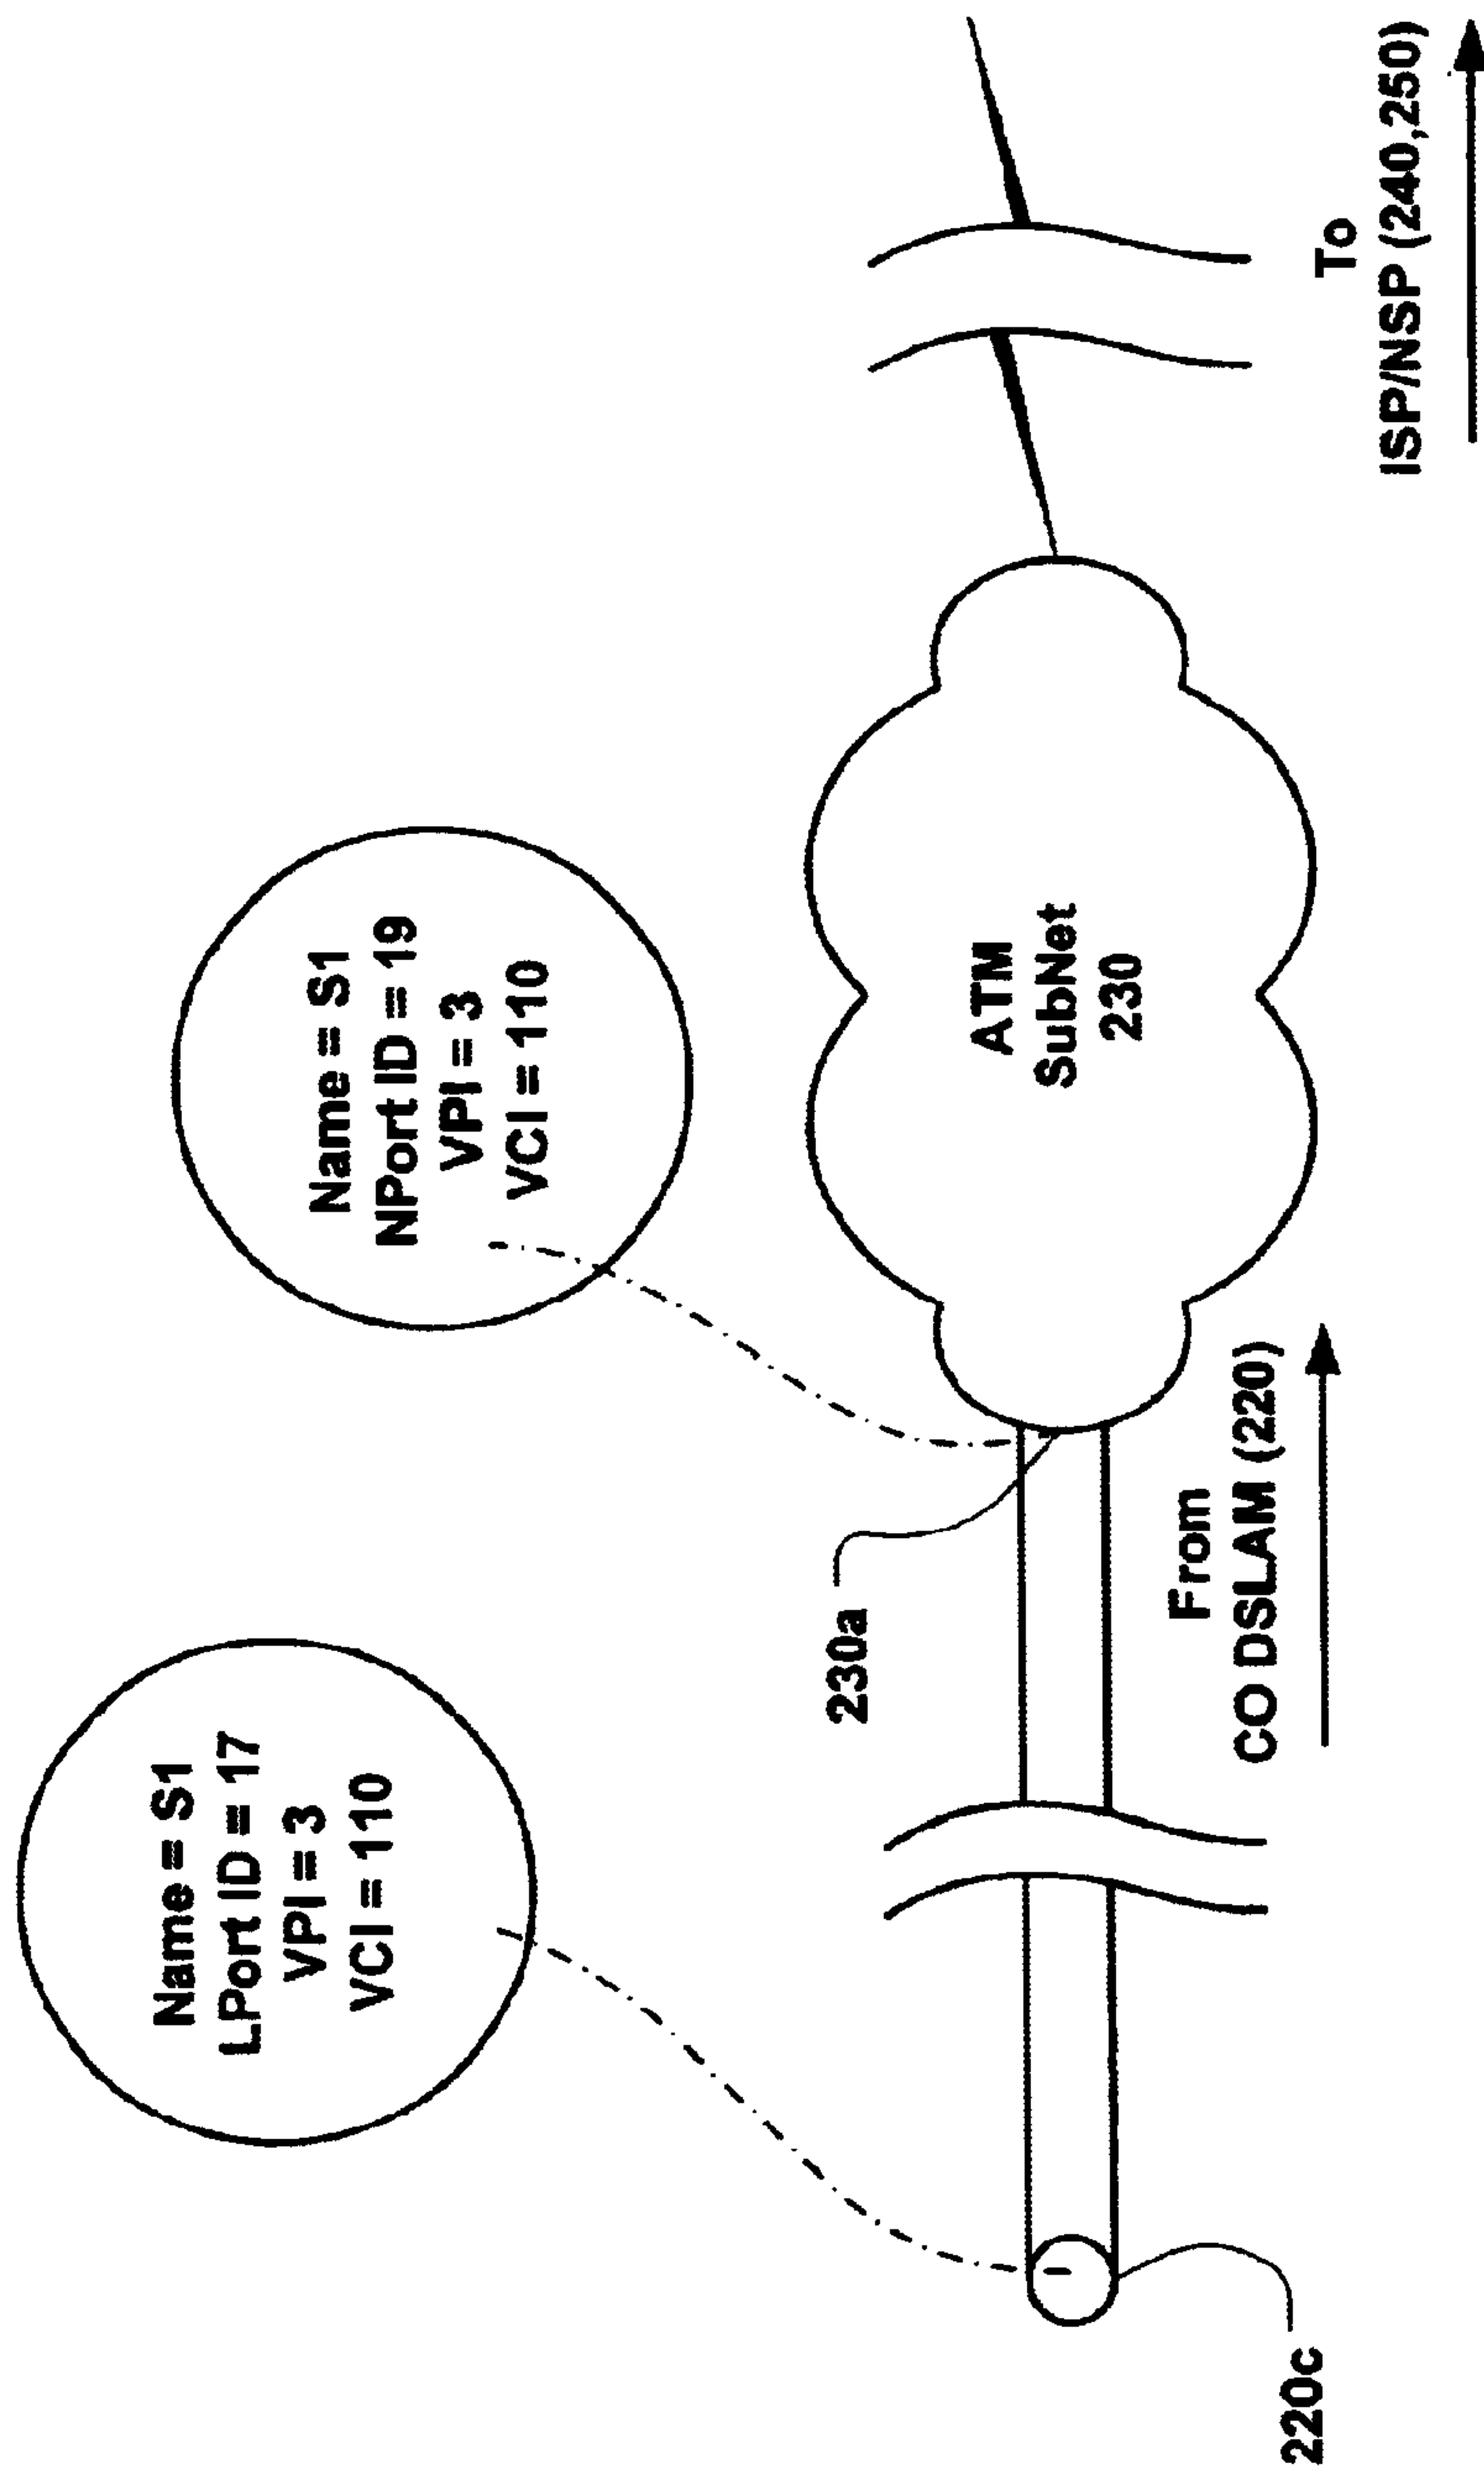 Name = S1
LPort ID = 17
VPI = 3
VCI = 110
Name = S1
NPort ID = 19
VPI = 3
VCI = 110
230a
ATM
SubNet
230
220c
From
CO DSLAM (220)
To
ISP/NSP (240,250)